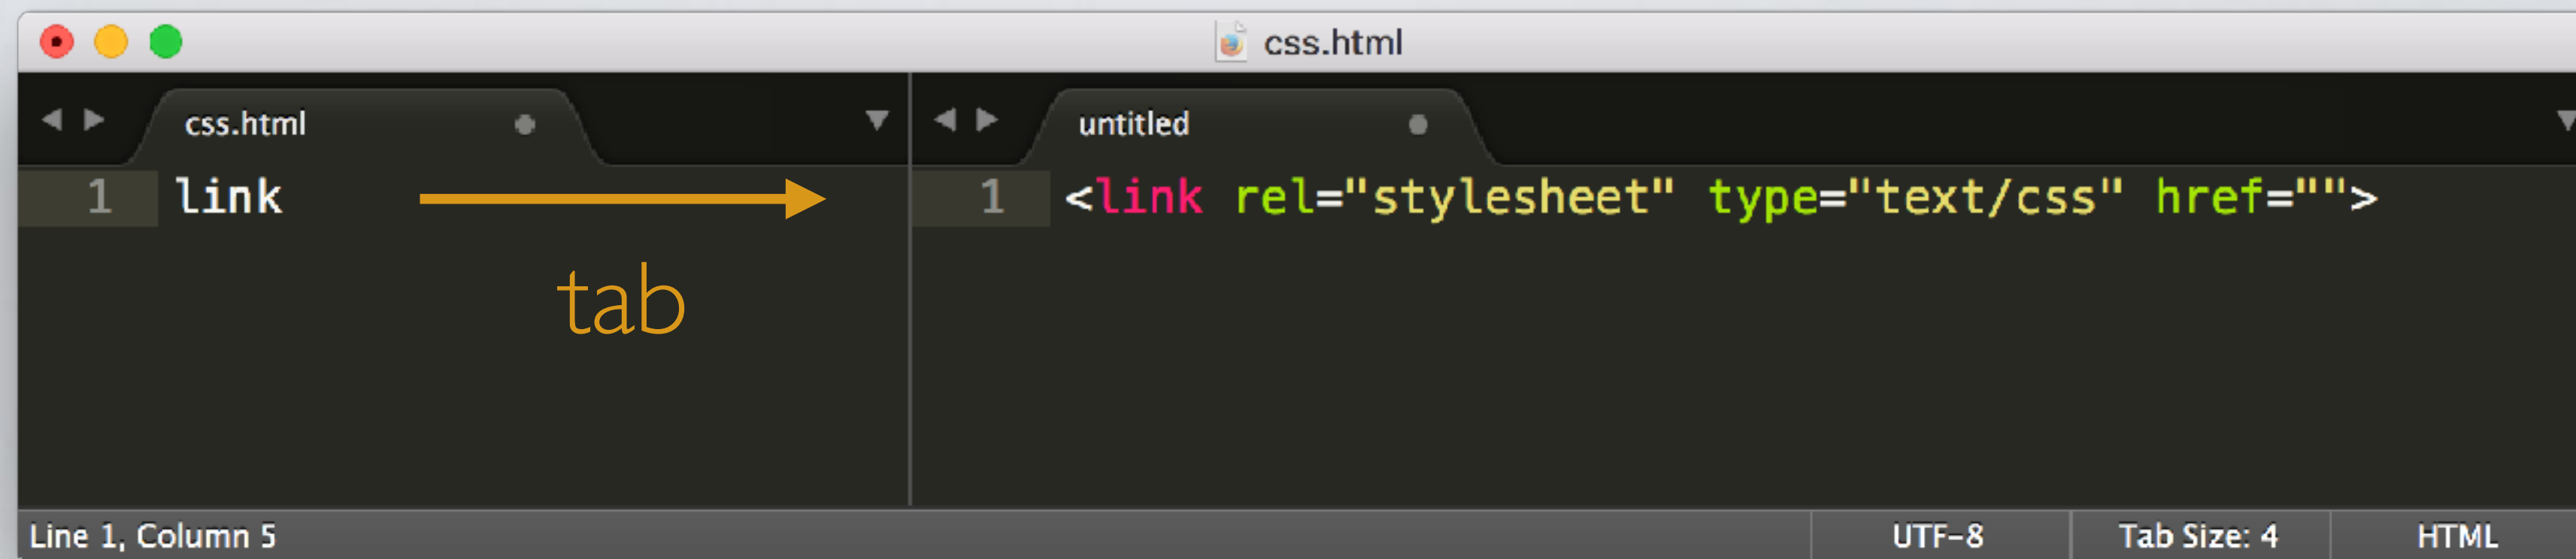 css.html
css.html
untitled
1 link
1 <link rel="stylesheet" type="text/css" href="">
tab
Line 1, Column 5
UTF-8
Tab Size: 4
HTML